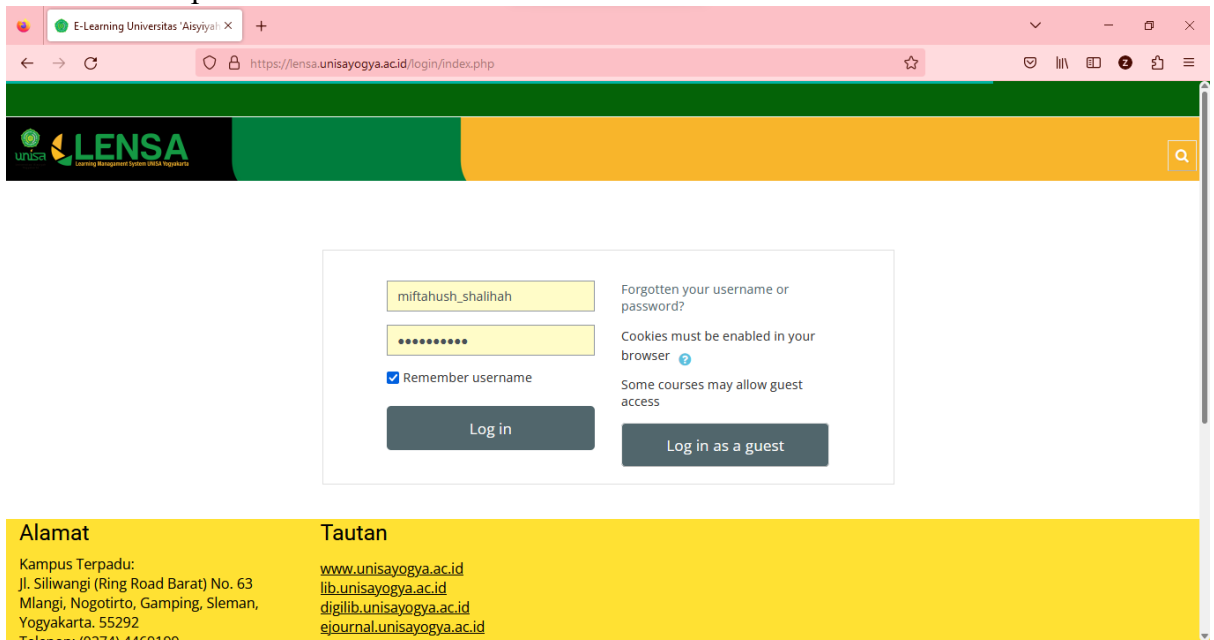 E-Learning Universitas 'Aisyiyah
https://lensa.unisayogya.ac.id/login/index.php
unisa LENSA
Learning Management System UNISA Yogyakarta
miftahush_shalihah
Remember username
Log in
Forgotten your username or
password?
Cookies must be enabled in your
browser
Some courses may allow guest
access
Log in as a guest
Alamat
Kampus Terpadu:
Jl. Siliwangi (Ring Road Barat) No. 63
Mlangi, Nogotirto, Gamping, Sleman,
Yogyakarta. 55292
Tautan
www.unisayogya.ac.id
lib.unisayogya.ac.id
digilib.unisayogya.ac.id
ejournal.unisayogya.ac.id